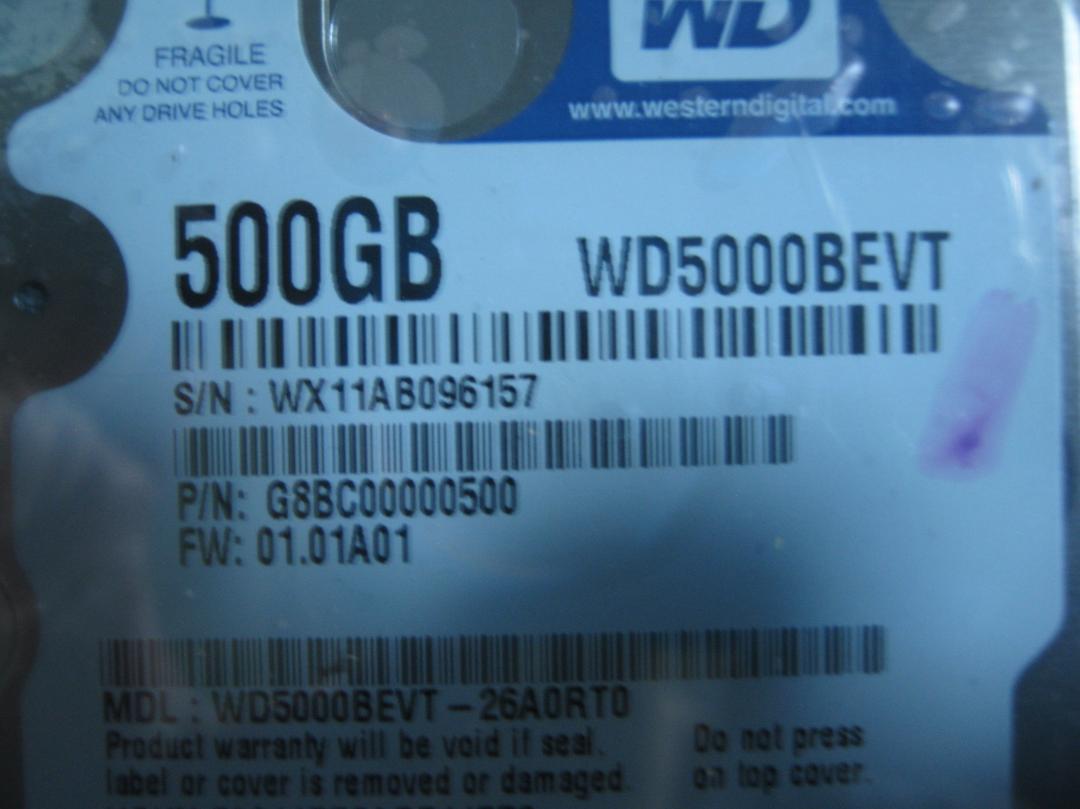 FRAGILE
DO NOT COVER
ANY DRIVE HOLES
WD
www.westerndigital.com
500GB WD5000BEVT
S/N : WX11AB096157
P/N: G8BC00000500
FW: 01.01A01
MDL : WD5000BEVT – 26A0RT0
Product warranty will be void if seal, Do not press
label or cover is removed or damaged. on top cover.